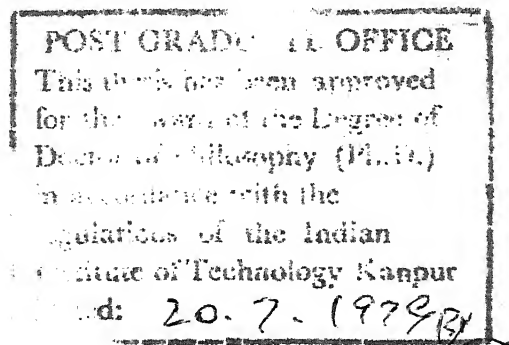 POST GRADUATE OFFICE
This thesis has been approved
for the award of the Degree of
Doctor of Philosophy (Ph.D.)
in accordance with the
regulations of the Indian
Institute of Technology Kanpur
Dated: 20.7.1979